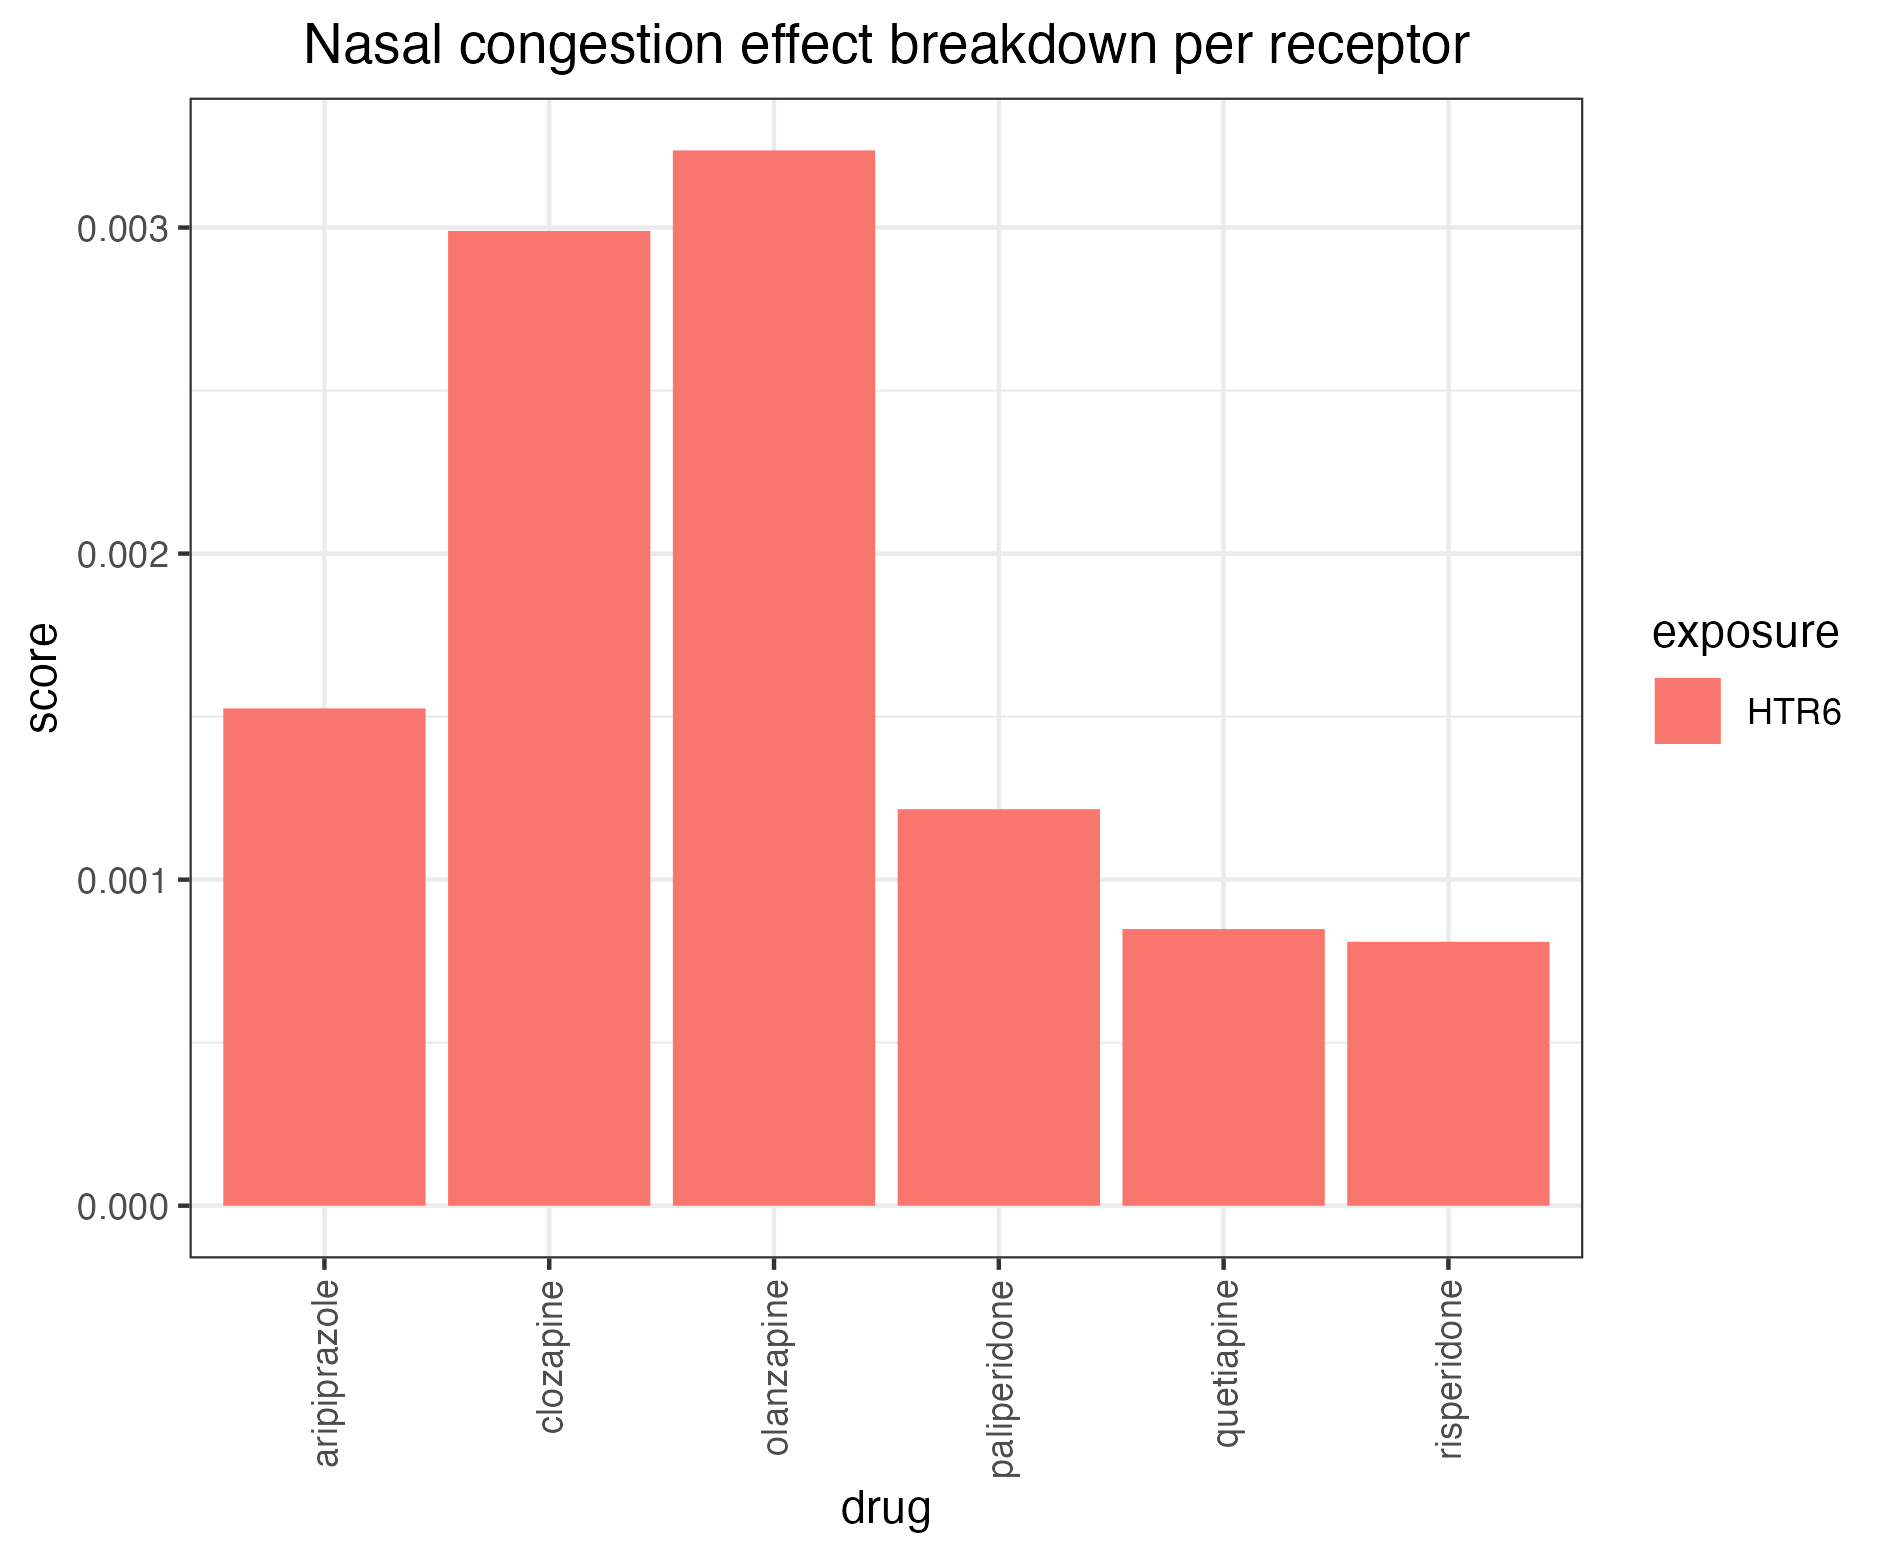 Nasal congestion effect breakdown per receptor
score
0.003
0.002
0.001
0.000
aripiprazole
clozapine
olanzapine
paliperidone
quetiapine
risperidone
drug
exposure
HTR6